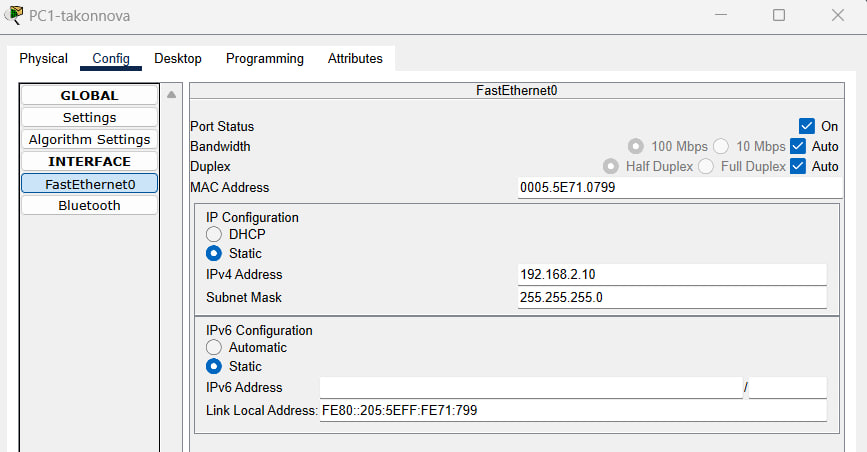 PC1-takonnova
Physical Config Desktop Programming Attributes
GLOBAL
Settings
Algorithm Settings
INTERFACE
FastEthernet0
Bluetooth
FastEthernet0
Port Status On
Bandwidth 100 Mbps 10 Mbps Auto
Duplex Half Duplex Full Duplex Auto
MAC Address 0005.5E71.0799
IP Configuration
DHCP
Static
IPv4 Address 192.168.2.10
Subnet Mask 255.255.255.0
IPv6 Configuration
Automatic
Static
IPv6 Address /
Link Local Address: FE80::205:5EFF:FE71:799